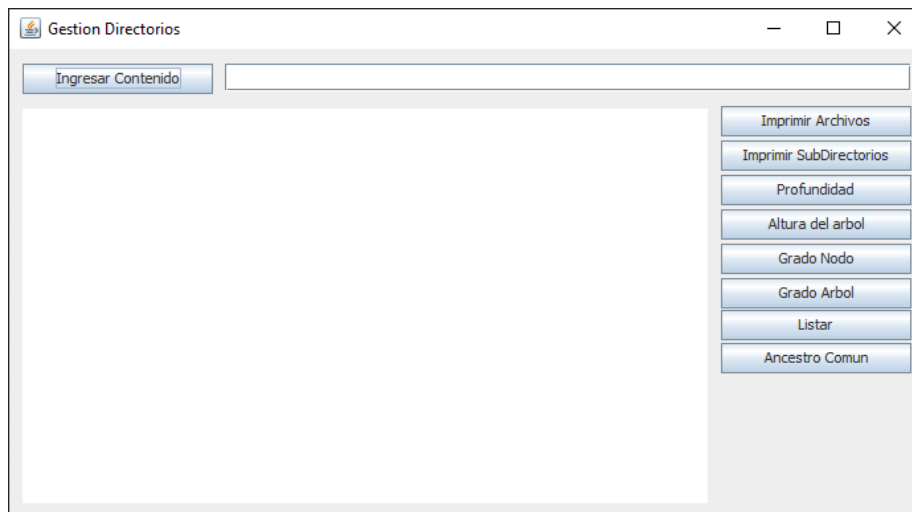 Gestion Directorios
Ingresar Contenido
Imprimir Archivos
Imprimir SubDirectorios
Profundidad
Altura del arbol
Grado Nodo
Grado Arbol
Listar
Ancestro Comun